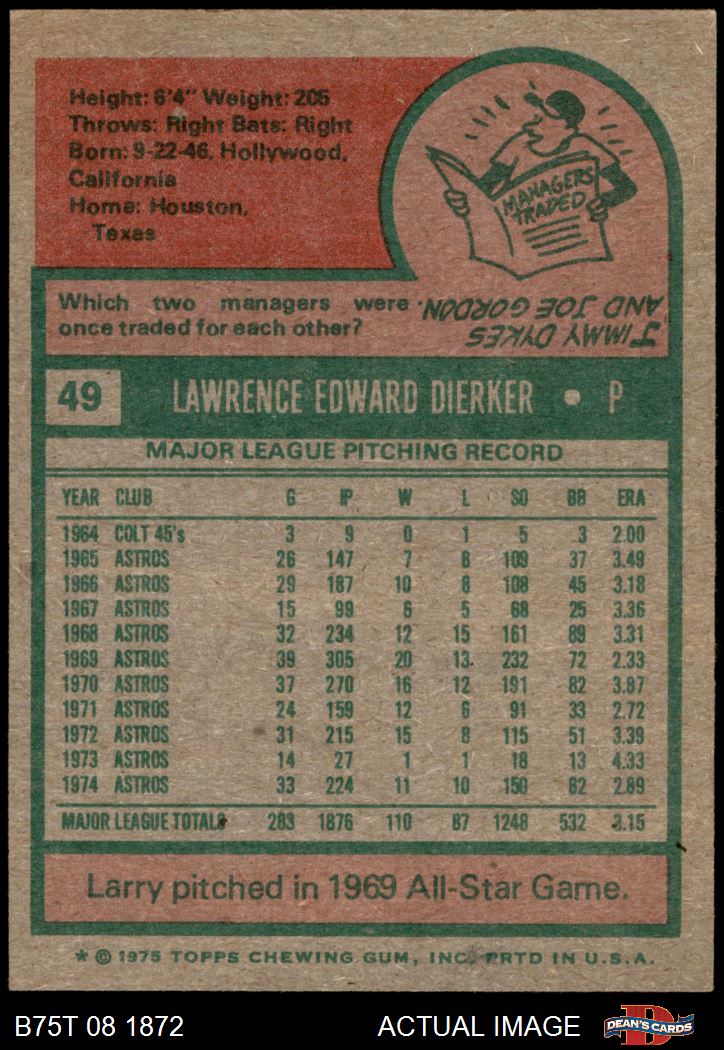 Height: 6'4" Weight: 205
Throws: Right Bats: Right
Born: 9-22-46, Hollywood,
California
Home: Houston,
Texas
MANAGERS
TRADED
Which two managers were
once traded for each other?
JIMMY DYKES
AND JOE GORDON.
49 LAWRENCE EDWARD DIERKER • P
MAJOR LEAGUE PITCHING RECORD
YEAR CLUB G IP W L SO BB ERA
1964 COLT 45's 3 9 0 1 5 3 2.00
1965 ASTROS 26 147 7 8 109 37 3.49
1966 ASTROS 29 187 10 8 108 45 3.18
1967 ASTROS 15 99 6 5 68 25 3.36
1968 ASTROS 32 234 12 15 161 89 3.31
1969 ASTROS 39 305 20 13 232 72 2.33
1970 ASTROS 37 270 16 12 191 82 3.87
1971 ASTROS 24 159 12 6 91 33 2.72
1972 ASTROS 31 215 15 8 115 51 3.39
1973 ASTROS 14 27 1 1 18 13 4.33
1974 ASTROS 33 224 11 10 150 82 2.89
MAJOR LEAGUE TOTALS 283 1876 110 87 1248 532 3.15
Larry pitched in 1969 All-Star Game.
* © 1975 TOPPS CHEWING GUM, INC. PRTD IN U.S.A.
B75T 08 1872 ACTUAL IMAGE DEAN'S CARDS